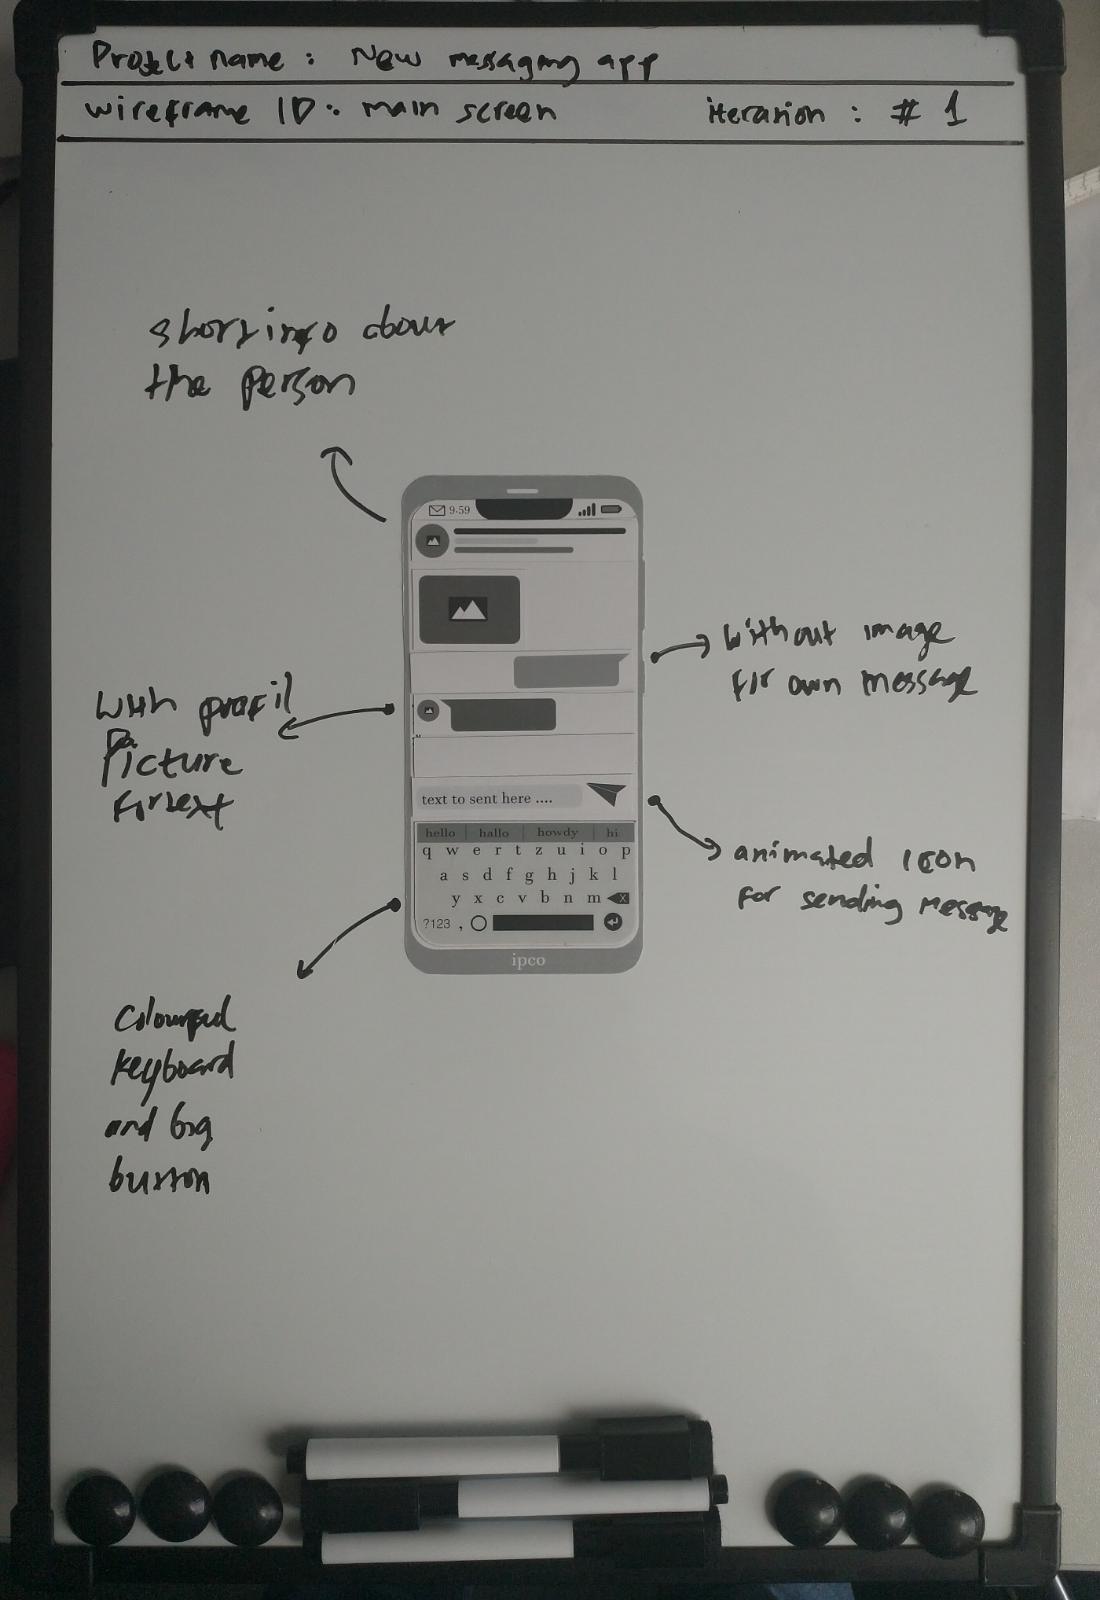 Project name : New messaging app
wireframe ID: main screen iteration : # 1
short info about
the person
9:59
without image
for own message
with profil
Picture
for text
text to sent here ....
animated icon
for sending message
hello hallo howdy hi
q w e r t z u i o p
a s d f g h j k l
y x c v b n m
?123 ,
ipco
Colourful
keyboard
and big
button